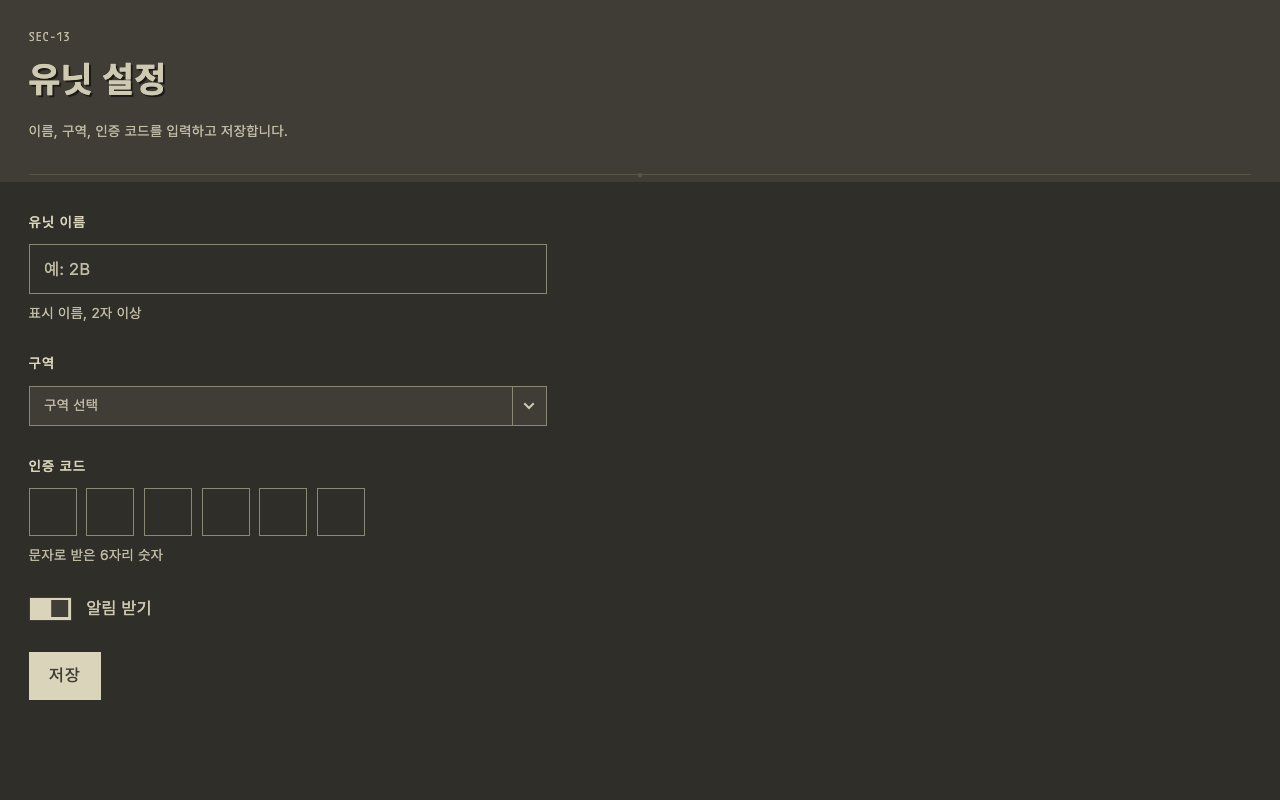 SEC-13
유닛 설정
이름, 구역, 인증 코드를 입력하고 저장합니다.
유닛 이름
예: 2B
표시 이름, 2자 이상
구역
구역 선택
인증 코드
문자로 받은 6자리 숫자
알림 받기
저장